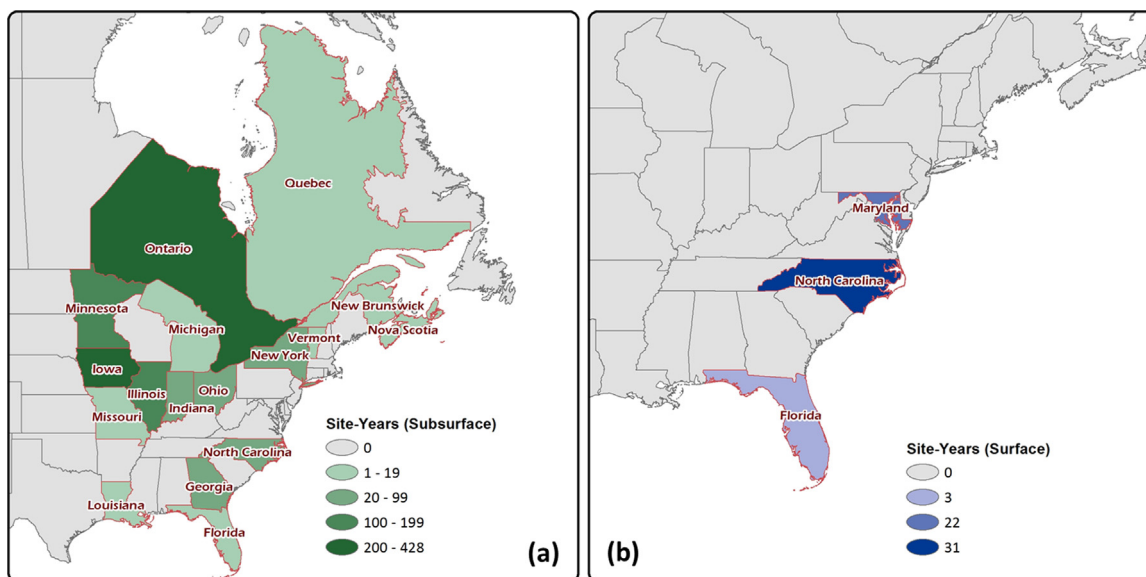 Quebec
Ontario
New Brunswick
Minnesota
Michigan
Vermont
Nova Scotia
New York
Iowa
Illinois
Ohio
Indiana
Missouri
North Carolina
Georgia
Louisiana
Florida
Site-Years (Subsurface)
0
1 - 19
20 - 99
100 - 199
200 - 428
(a)
Maryland
North Carolina
Florida
Site-Years (Surface)
0
3
22
31
(b)